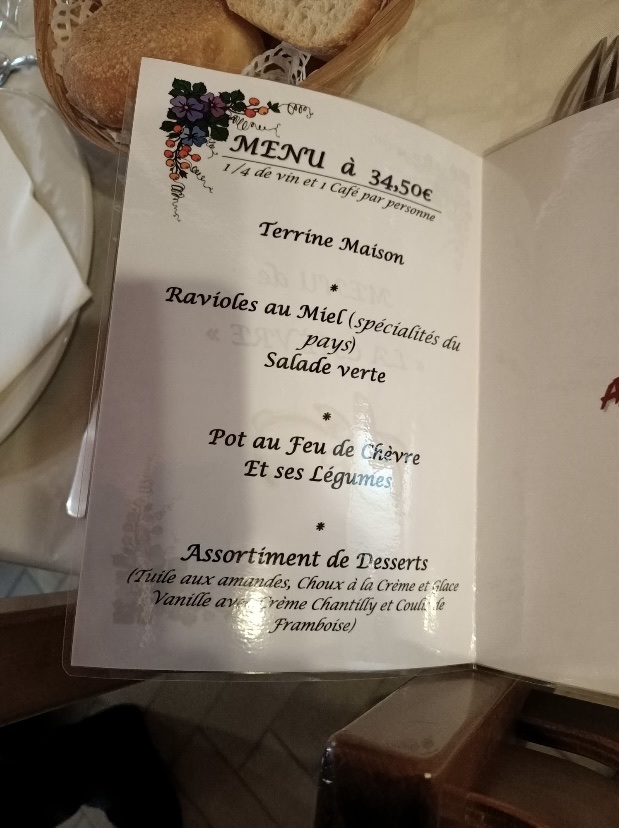 MENU à 34,50€
1/4 de vin et 1 Café par personne
Terrine Maison
*
Ravioles au Miel (spécialités du
pays)
Salade verte
*
Pot au Feu de Chèvre
Et ses Légumes
*
Assortiment de Desserts
(Tuile aux amandes, Choux à la Crème et Glace
Vanille avec Crème Chantilly et Coulis de
Framboise)